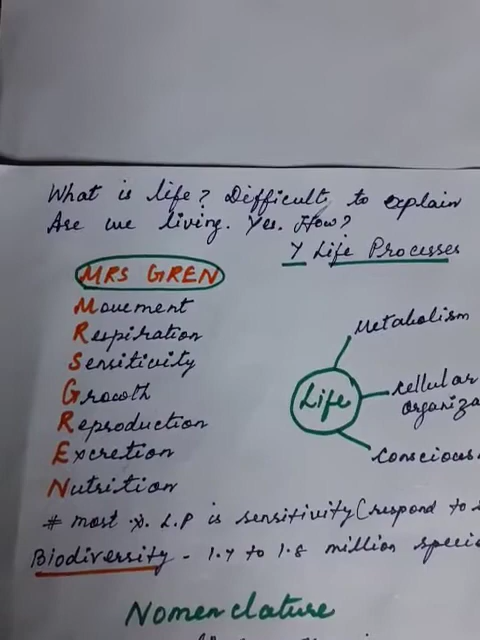 What is life? Difficult to explain
Are we living. Yes. How?
7 Life Processes
MRS GREN
Movement
Respiration
Sensitivity
Growth
Reproduction
Excretion
Nutrition
Life
Metabolism
Cellular
organiza
Conscious
# most L.P is sensitivity (respond to
Biodiversity - 1.7 to 1.8 million specie
Nomenclature